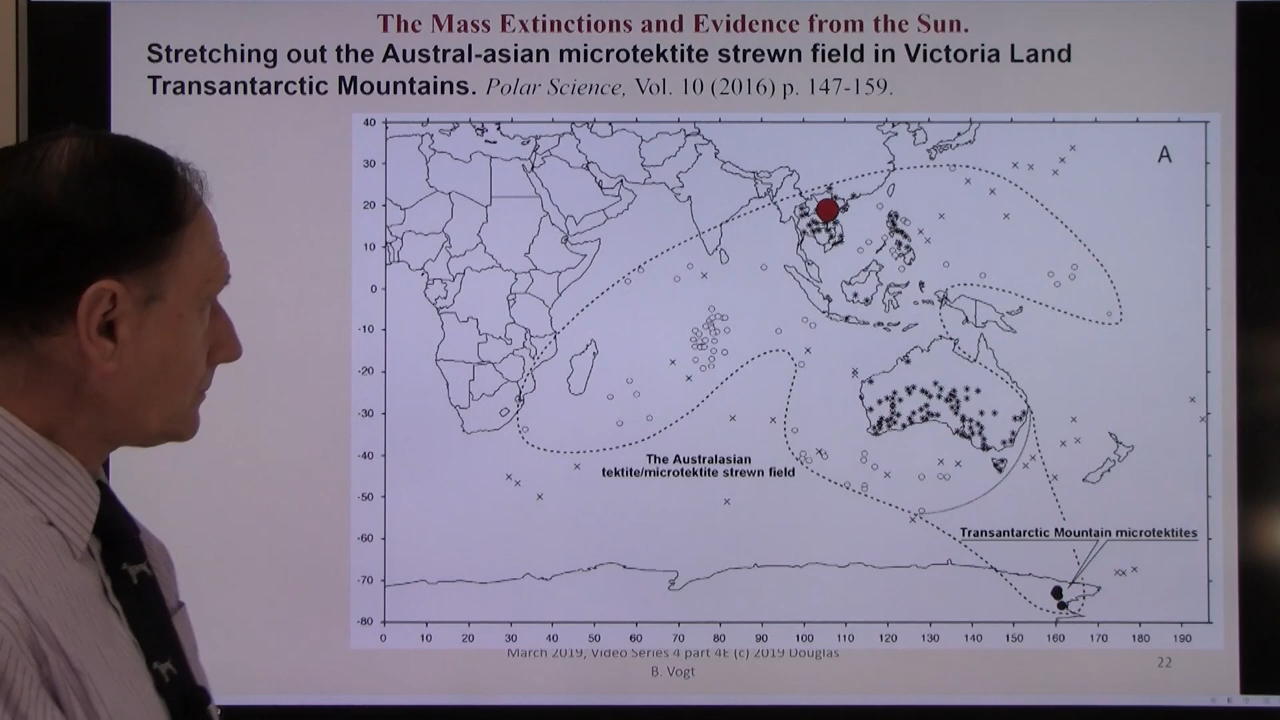 The Mass Extinctions and Evidence from the Sun.
Stretching out the Austral-asian microtektite strewn field in Victoria Land
Transantarctic Mountains. Polar Science, Vol. 10 (2016) p. 147-159.
A
40
30
20
10
0
-10
-20
-30
-40
-50
-60
-70
-80
The Australasian
tektite/microtektite strewn field
Transantarctic Mountain microtektites
0 10 20 30 40 50 60 70 80 90 100 110 120 130 140 150 160 170 180 190
March 2019, Video Series 4 part 4E (c) 2019 Douglas
B. Vogt
22